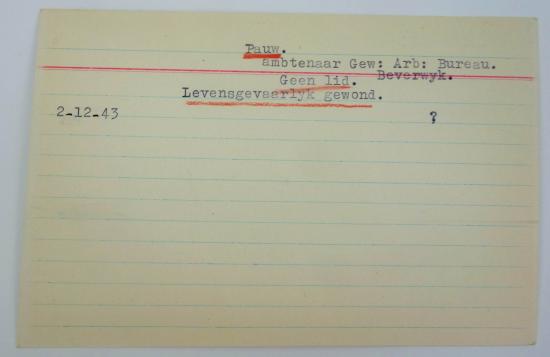 Pauw.
ambtenaar Gew: Arb: Bureau.
Beverwyk.
Geen lid.
Levensgevaarlyk gewond.
2-12-43 ?